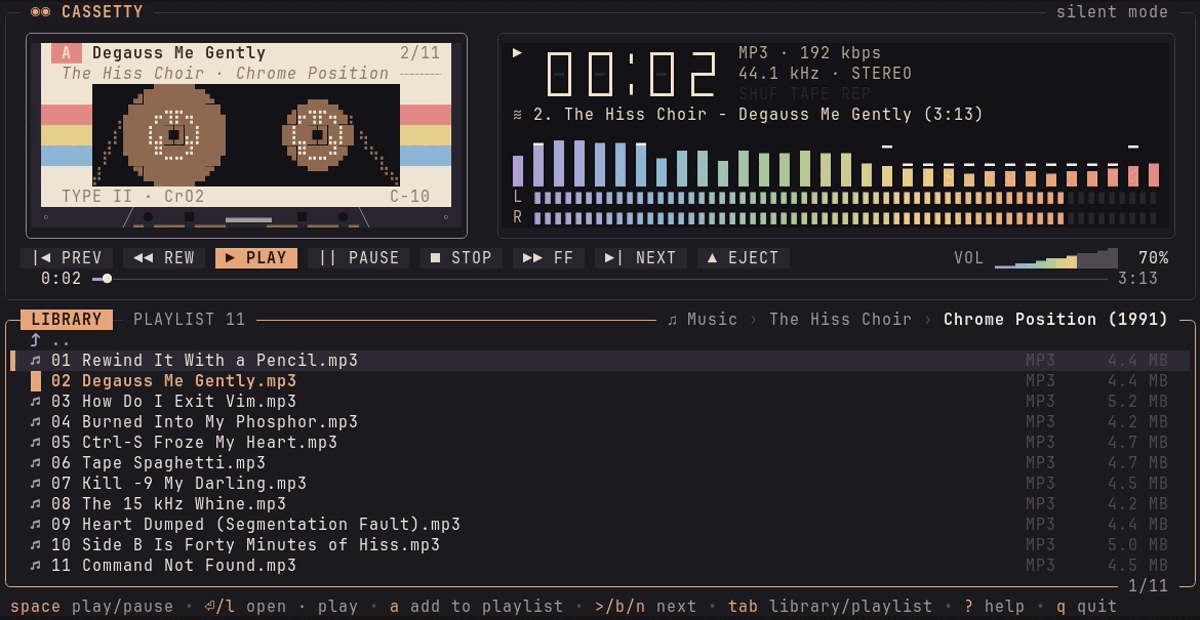 CASSETTY silent mode
A Degauss Me Gently 2/11
The Hiss Choir · Chrome Position
TYPE II · CrO2 C-10
▶ 00:02 MP3 · 192 kbps
44.1 kHz · STEREO
SHUF TAPE REP
≋ 2. The Hiss Choir - Degauss Me Gently (3:13)
L
R
|◀ PREV ◀◀ REW ▶ PLAY || PAUSE ■ STOP ▶▶ FF ▶| NEXT ▲ EJECT VOL 70%
0:02 3:13
LIBRARY PLAYLIST 11 ♫ Music › The Hiss Choir › Chrome Position (1991)
⤴ ..
♬ 01 Rewind It With a Pencil.mp3 MP3 4.4 MB
02 Degauss Me Gently.mp3 MP3 4.4 MB
♬ 03 How Do I Exit Vim.mp3 MP3 5.2 MB
♬ 04 Burned Into My Phosphor.mp3 MP3 4.2 MB
♬ 05 Ctrl-S Froze My Heart.mp3 MP3 4.7 MB
♬ 06 Tape Spaghetti.mp3 MP3 4.7 MB
♬ 07 Kill -9 My Darling.mp3 MP3 4.5 MB
♬ 08 The 15 kHz Whine.mp3 MP3 4.2 MB
♬ 09 Heart Dumped (Segmentation Fault).mp3 MP3 4.4 MB
♬ 10 Side B Is Forty Minutes of Hiss.mp3 MP3 5.0 MB
♬ 11 Command Not Found.mp3 MP3 4.5 MB
1/11
space play/pause · ⏎/l open · play · a add to playlist · >/b/n next · tab library/playlist · ? help · q quit